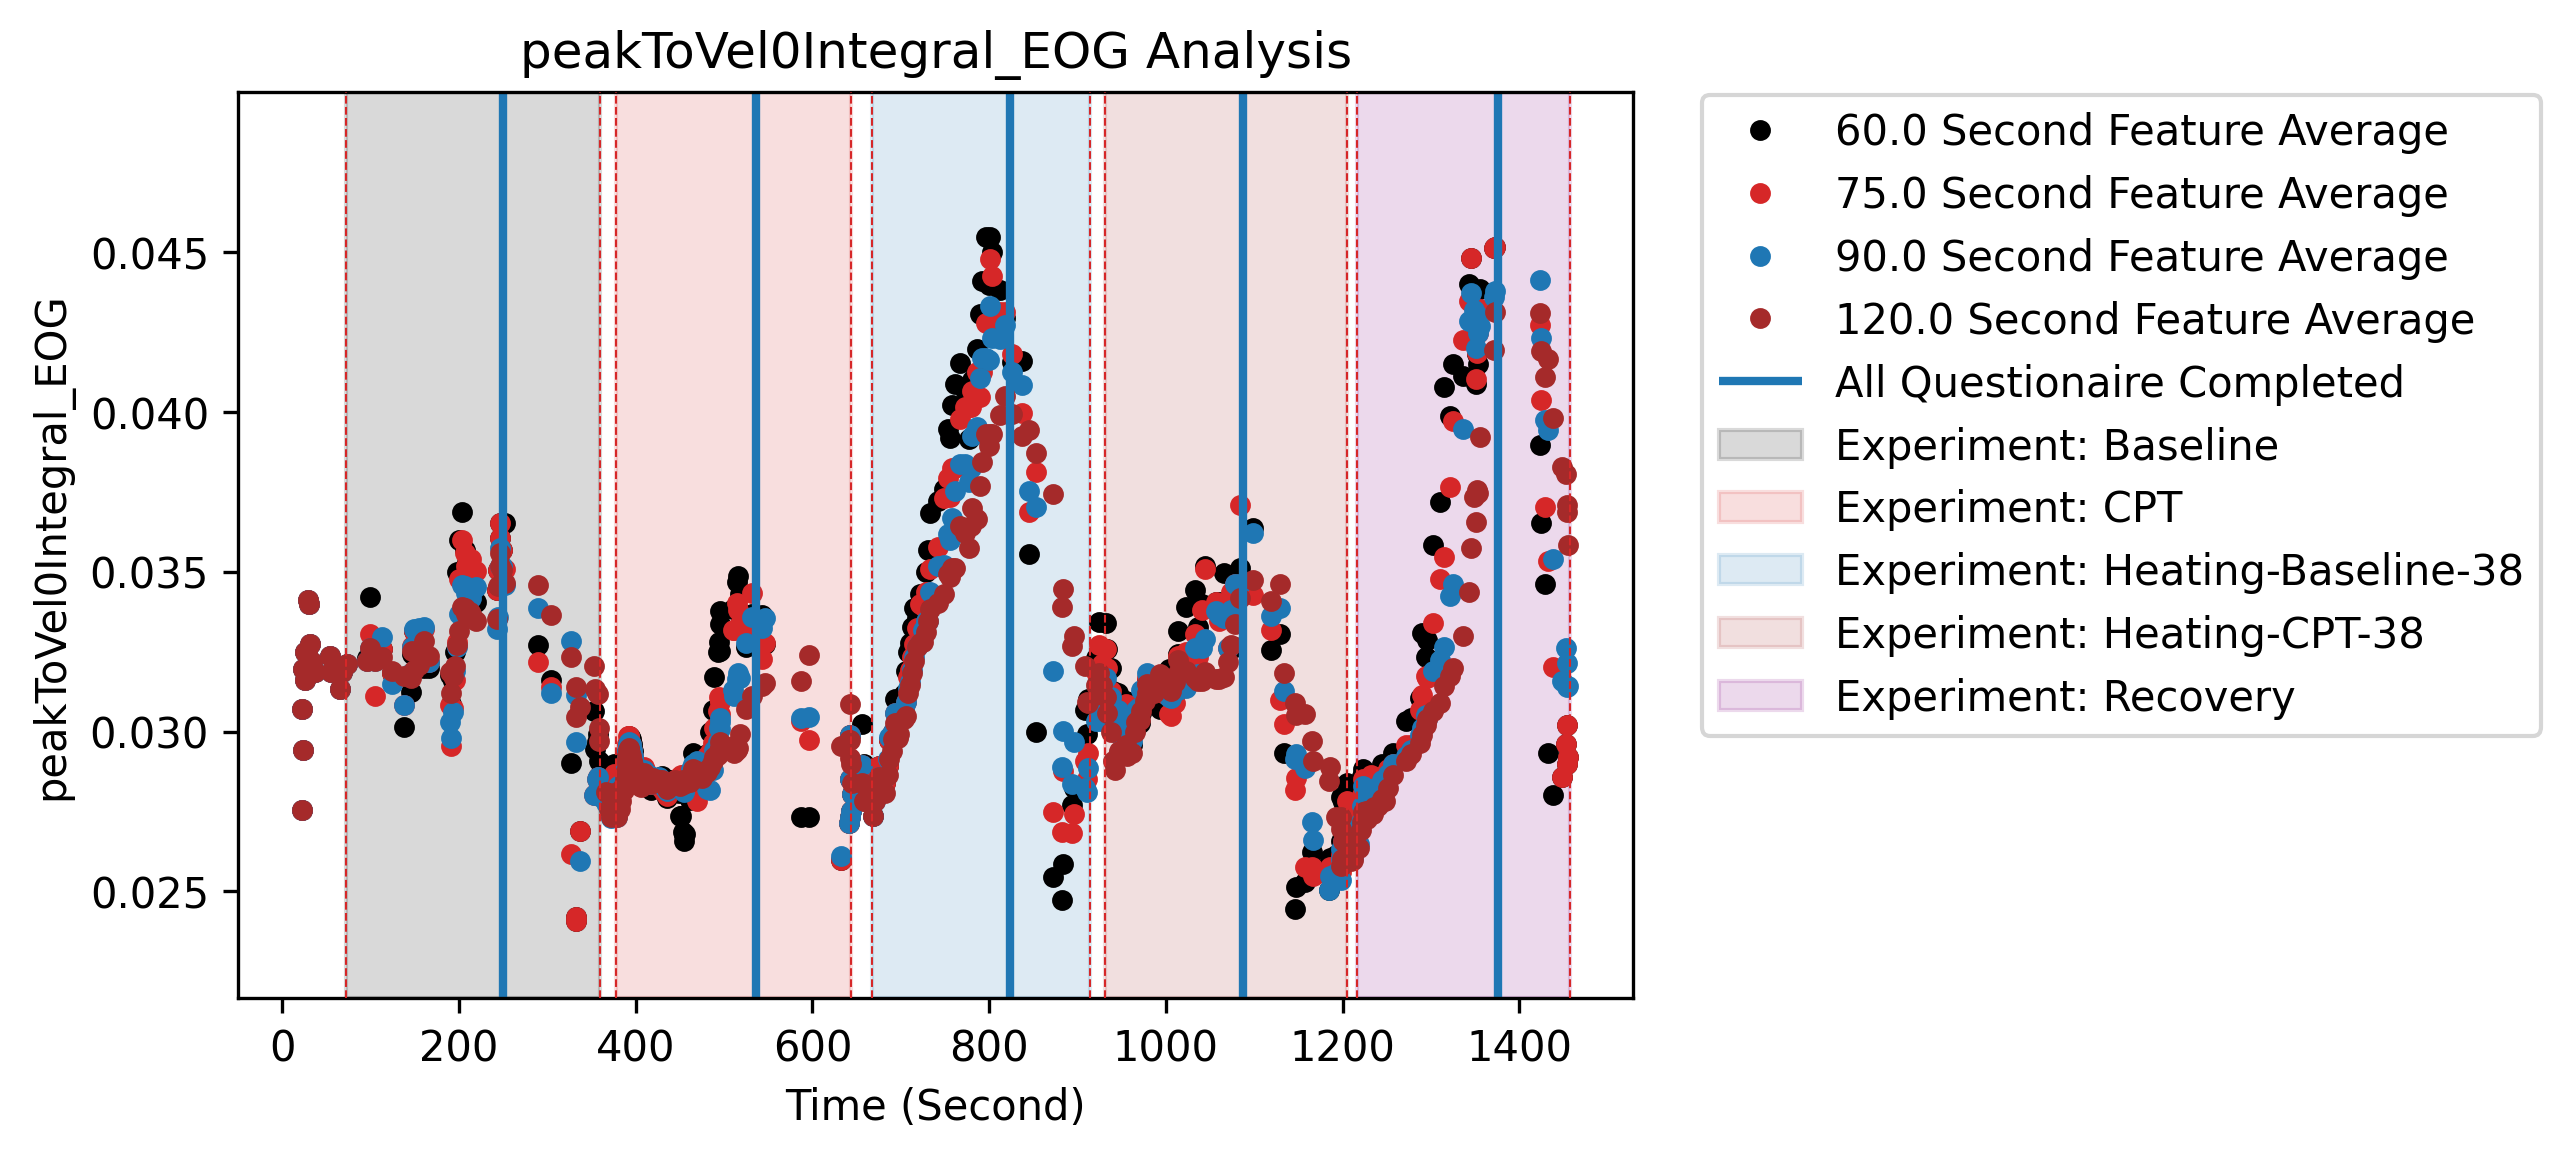 peakToVel0Integral_EOG Analysis
peakToVel0Integral_EOG
0.045
0.040
0.035
0.030
0.025
0 200 400 600 800 1000 1200 1400
Time (Second)
60.0 Second Feature Average
75.0 Second Feature Average
90.0 Second Feature Average
120.0 Second Feature Average
All Questionaire Completed
Experiment: Baseline
Experiment: CPT
Experiment: Heating-Baseline-38
Experiment: Heating-CPT-38
Experiment: Recovery